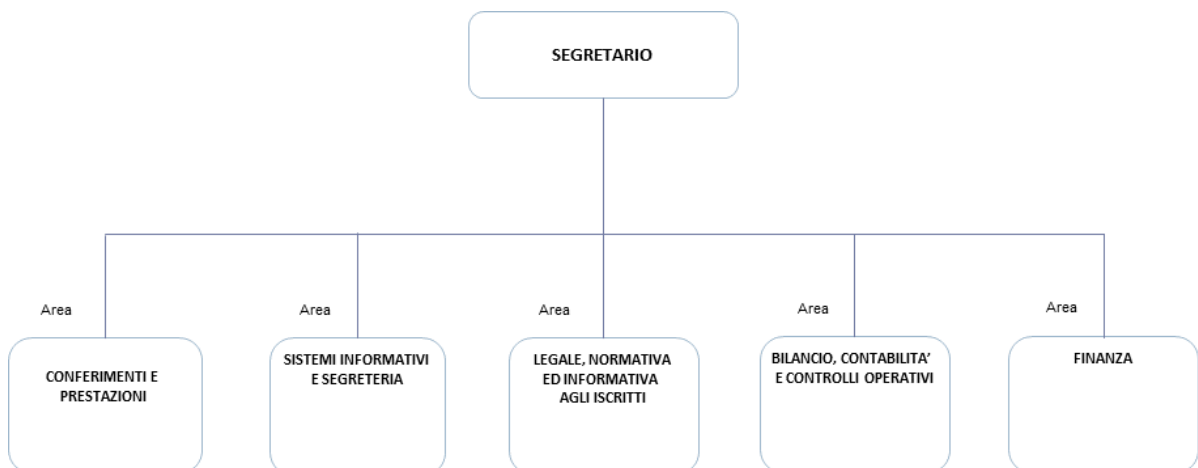 SEGRETARIO
Area
Area
Area
Area
Area
CONFERIMENTI E
PRESTAZIONI
SISTEMI INFORMATIVI
E SEGRETERIA
LEGALE, NORMATIVA
ED INFORMATIVA
AGLI ISCRITTI
BILANCIO, CONTABILITA’
E CONTROLLI OPERATIVI
FINANZA